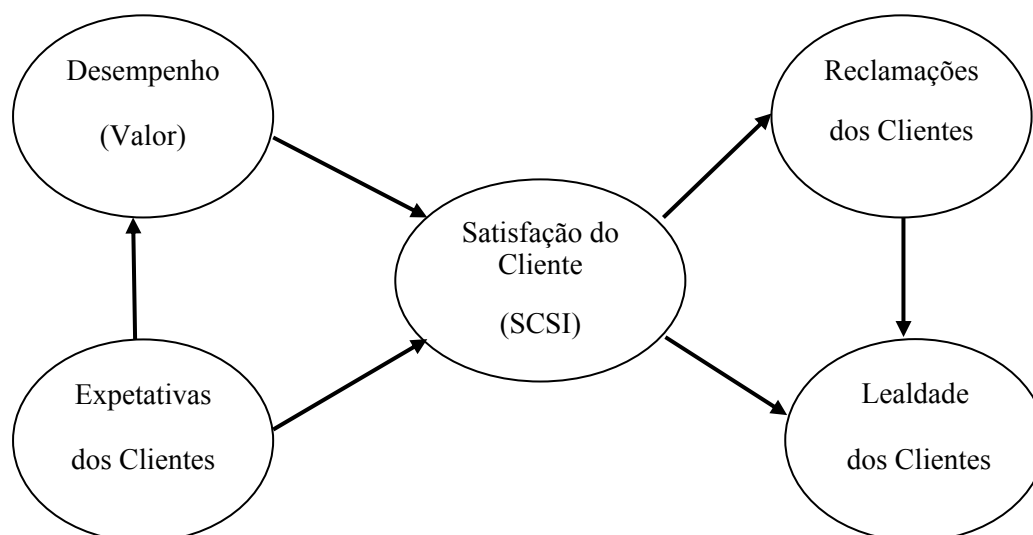 Desempenho
(Valor)
Reclamações
dos Clientes
Satisfação do
Cliente
(SCSI)
Expetativas
dos Clientes
Lealdade
dos Clientes